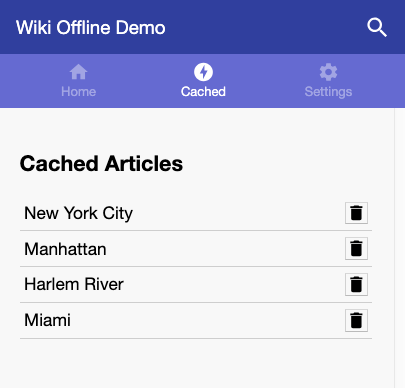 Wiki Offline Demo
Home Cached Settings
Cached Articles
New York City
Manhattan
Harlem River
Miami